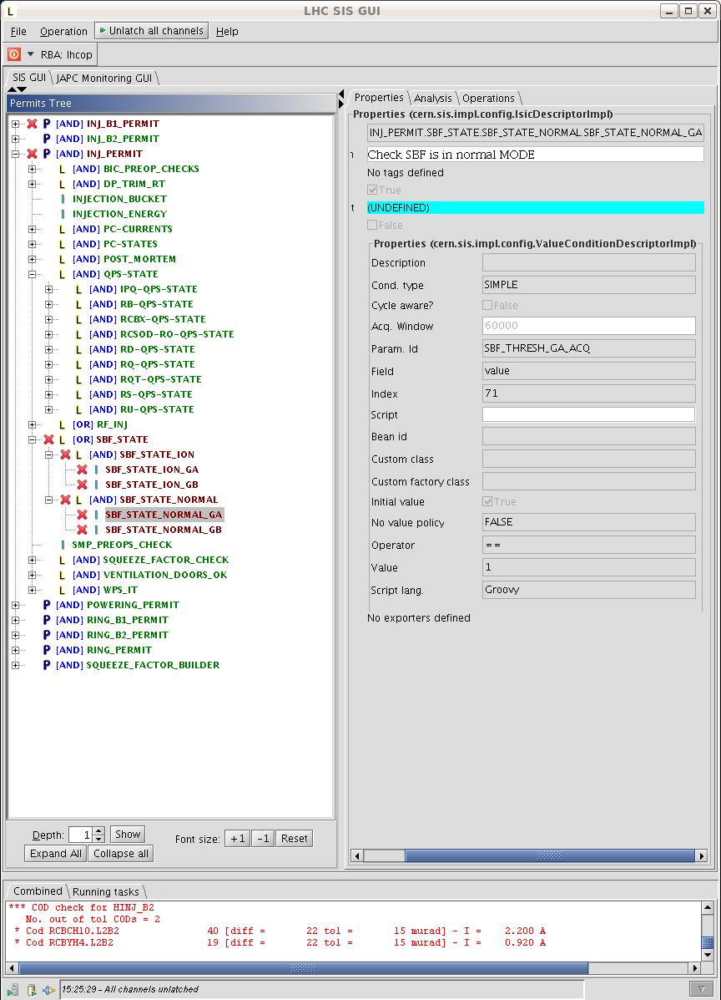 L LHC SIS GUI
File Operation Unlatch all channels Help
RBA: lhcop
SIS GUI JAPC Monitoring GUI
Permits Tree
P [AND] INJ_B1_PERMIT
P [AND] INJ_B2_PERMIT
P [AND] INJ_PERMIT
L [AND] BIC_PREOP_CHECKS
L [AND] DP_TRIM_RT
I INJECTION_BUCKET
I INJECTION_ENERGY
L [AND] PC-CURRENTS
L [AND] PC-STATES
L [AND] POST_MORTEM
L [AND] QPS-STATE
L [AND] IPQ-QPS-STATE
L [AND] RB-QPS-STATE
L [AND] RCBX-QPS-STATE
L [AND] RCSOD-RO-QPS-STATE
L [AND] RD-QPS-STATE
L [AND] RQ-QPS-STATE
L [AND] RQT-QPS-STATE
L [AND] RS-QPS-STATE
L [AND] RU-QPS-STATE
L [OR] RF_INJ
L [OR] SBF_STATE
L [AND] SBF_STATE_ION
I SBF_STATE_ION_GA
I SBF_STATE_ION_GB
L [AND] SBF_STATE_NORMAL
I SBF_STATE_NORMAL_GA
I SBF_STATE_NORMAL_GB
I SMP_PREOPS_CHECK
L [AND] SQUEEZE_FACTOR_CHECK
L [AND] VENTILATION_DOORS_OK
L [AND] WPS_IT
P [AND] POWERING_PERMIT
P [AND] RING_B1_PERMIT
P [AND] RING_B2_PERMIT
P [AND] RING_PERMIT
P [AND] SQUEEZE_FACTOR_BUILDER
Depth: 1 Show Font size: +1 -1 Reset
Expand All Collapse all
Properties Analysis Operations
Properties (cern.sis.impl.config.IsicDescriptorImpl)
INJ_PERMIT.SBF_STATE.SBF_STATE_NORMAL.SBF_STATE_NORMAL_GA
Check SBF is in normal MODE
No tags defined
True
t (UNDEFINED)
False
Properties (cern.sis.impl.config.ValueConditionDescriptorImpl)
Description
Cond. type SIMPLE
Cycle aware? False
Acq. Window 60000
Param. Id SBF_THRESH_GA_ACQ
Field value
Index 71
Script
Bean id
Custom class
Custom factory class
Initial value True
No value policy FALSE
Operator ==
Value 1
Script lang. Groovy
No exporters defined
Combined Running tasks
*** COD check for HINJ_B2
No. out of tol CODs = 2
* Cod RCBCH10.L2B2 40 [diff = 22 tol = 15 murad] - I = 2.200 A
* Cod RCBYH4.L2B2 19 [diff = 22 tol = 15 murad] - I = 0.920 A
15:25:29 - All channels unlatched